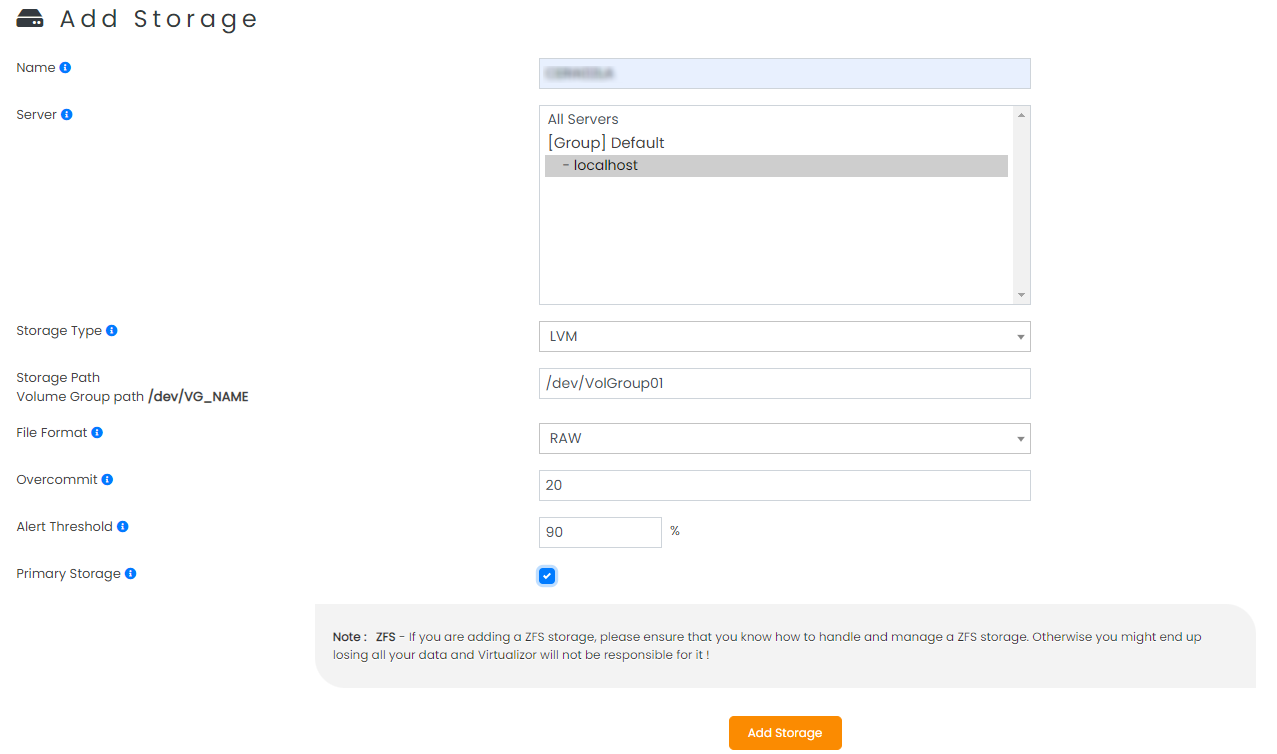 Add Storage
Name
Server
All Servers
[Group] Default
- localhost
Storage Type
LVM
Storage Path
Volume Group path /dev/VG_NAME
/dev/VolGroup01
File Format
RAW
Overcommit
20
Alert Threshold
90
%
Primary Storage
Note : ZFS - If you are adding a ZFS storage, please ensure that you know how to handle and manage a ZFS storage. Otherwise you might end up
losing all your data and Virtualizor will not be responsible for it !
Add Storage